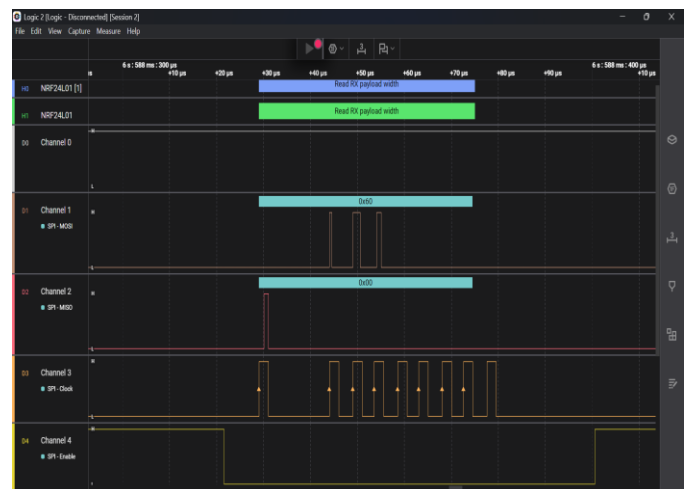 Logic 2 [Logic - Disconnected] [Session 2]
File Edit View Capture Measure Help
6 s : 588 ms : 300 µs
6 s : 588 ms : 400 µs
+10 µs +20 µs +30 µs +40 µs +50 µs +60 µs +70 µs +80 µs +90 µs +10 µs
H0 NRF24L01 [1] Read RX payload width
H1 NRF24L01 Read RX payload width
D0 Channel 0
D1 Channel 1 0x60
SPI - MOSI
D2 Channel 2 0x00
SPI - MISO
D3 Channel 3
SPI - Clock
D4 Channel 4
SPI - Enable